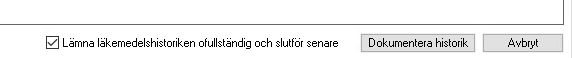 Lämna läkemedelshistoriken ofullständig och slutför senare Dokumentera historik Avbryt